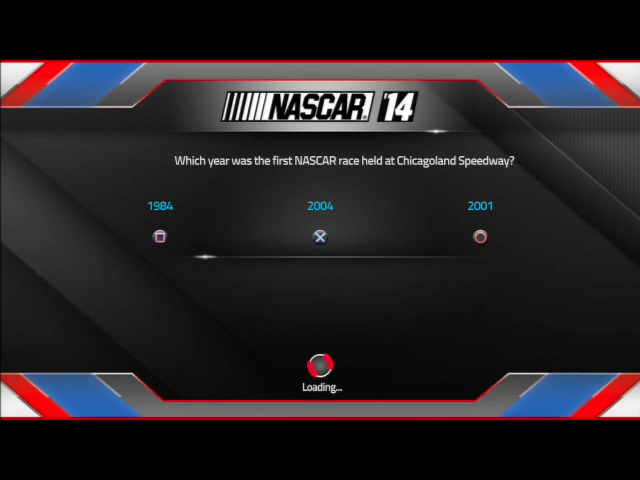 NASCAR '14
Which year was the first NASCAR race held at Chicagoland Speedway?
1984 2004 2001
Loading...